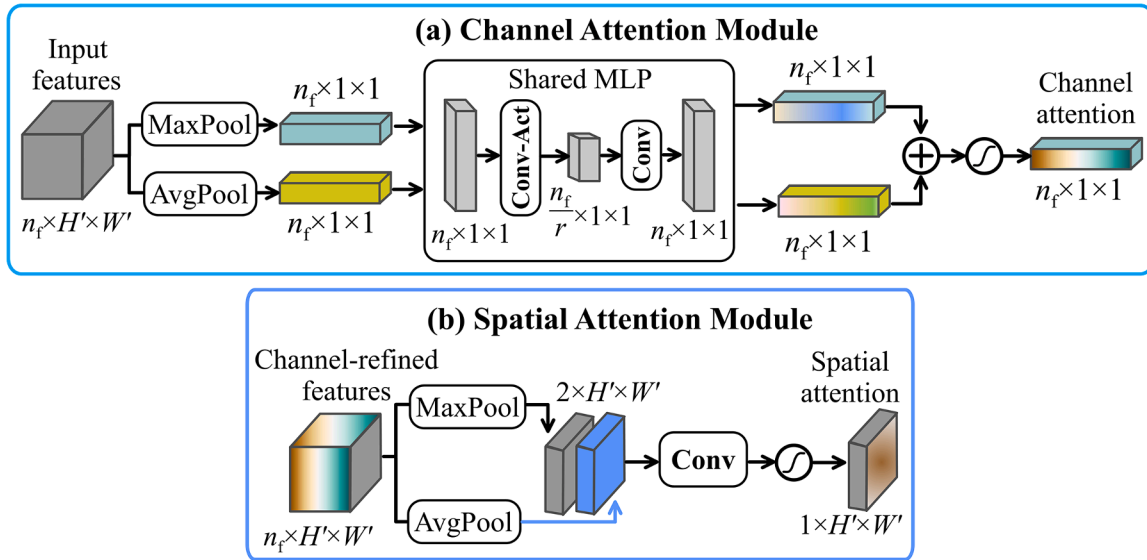 (a) Channel Attention Module
Input
features
n_f×H′×W′
MaxPool
AvgPool
n_f×1×1
n_f×1×1
Shared MLP
n_f×1×1
Conv-Act
n_f/r×1×1
Conv
n_f×1×1
n_f×1×1
n_f×1×1
Channel
attention
n_f×1×1
(b) Spatial Attention Module
Channel-refined
features
n_f×H′×W′
MaxPool
AvgPool
2×H′×W′
Conv
Spatial
attention
1×H′×W′